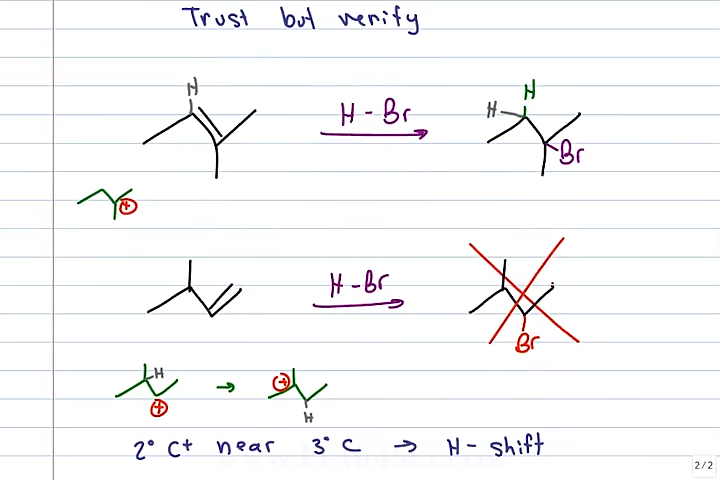 Trust but verify
H
H - Br
H
H
Br
+
H - Br
Br
H
+
→
+
H
2° C+ near 3° C → H - shift
2/2